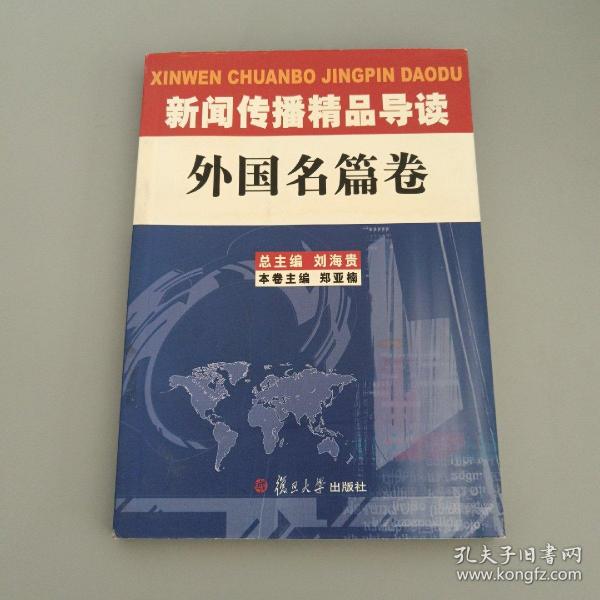 XINWEN CHUANBO JINGPIN DAODU
新闻传播精品导读
外国名篇卷
总主编 刘海贵
本卷主编 郑亚楠
復旦大学 出版社
孔夫子旧书网
www.kongfz.com